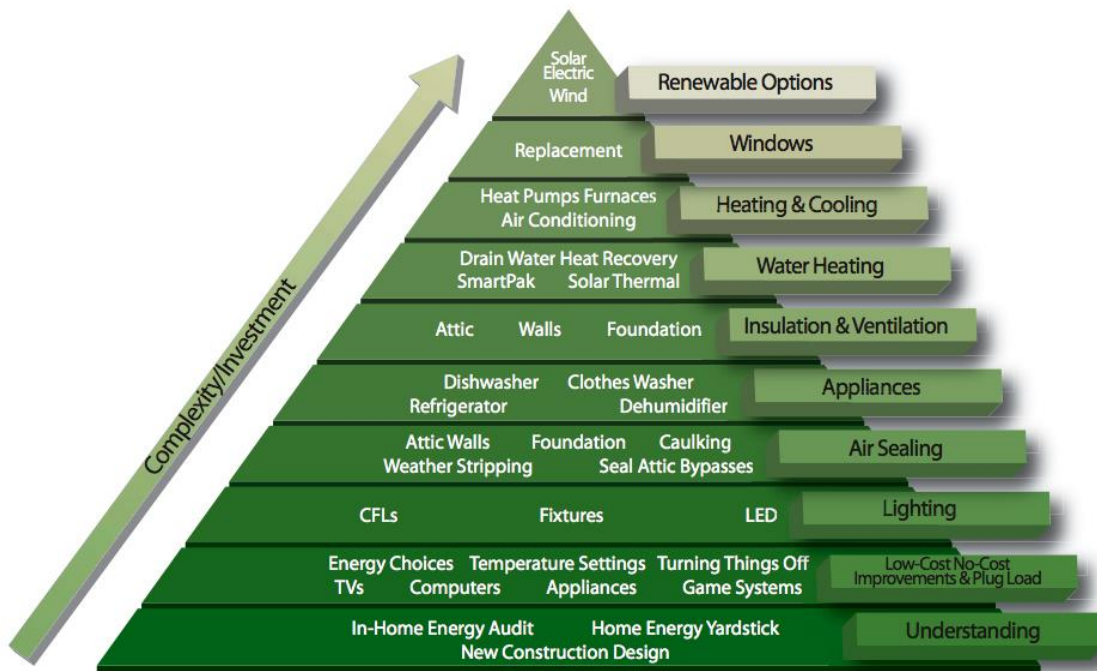 Solar
Electric
Wind
Renewable Options
Replacement
Windows
Heat Pumps Furnaces
Air Conditioning
Heating & Cooling
Drain Water Heat Recovery
SmartPak Solar Thermal
Water Heating
Attic Walls Foundation
Insulation & Ventilation
Dishwasher Clothes Washer
Refrigerator Dehumidifier
Appliances
Attic Walls Foundation Caulking
Weather Stripping Seal Attic Bypasses
Air Sealing
CFLs Fixtures LED
Lighting
Energy Choices Temperature Settings Turning Things Off
TVs Computers Appliances Game Systems
Low-Cost No-Cost
Improvements & Plug Load
In-Home Energy Audit Home Energy Yardstick
New Construction Design
Understanding
Complexity/Investment